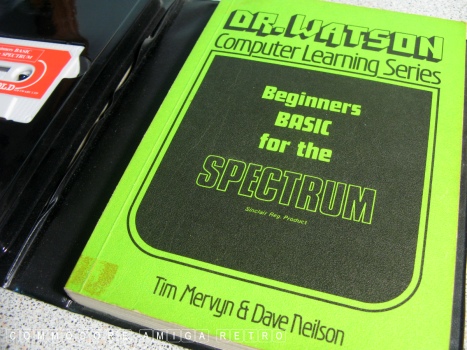 DR. WATSON
Computer Learning Series
Beginners
BASIC
for the
SPECTRUM
Sinclair Reg. Product
Tim Mervyn & Dave Neilson
COMMODORE AMIGA RETRO